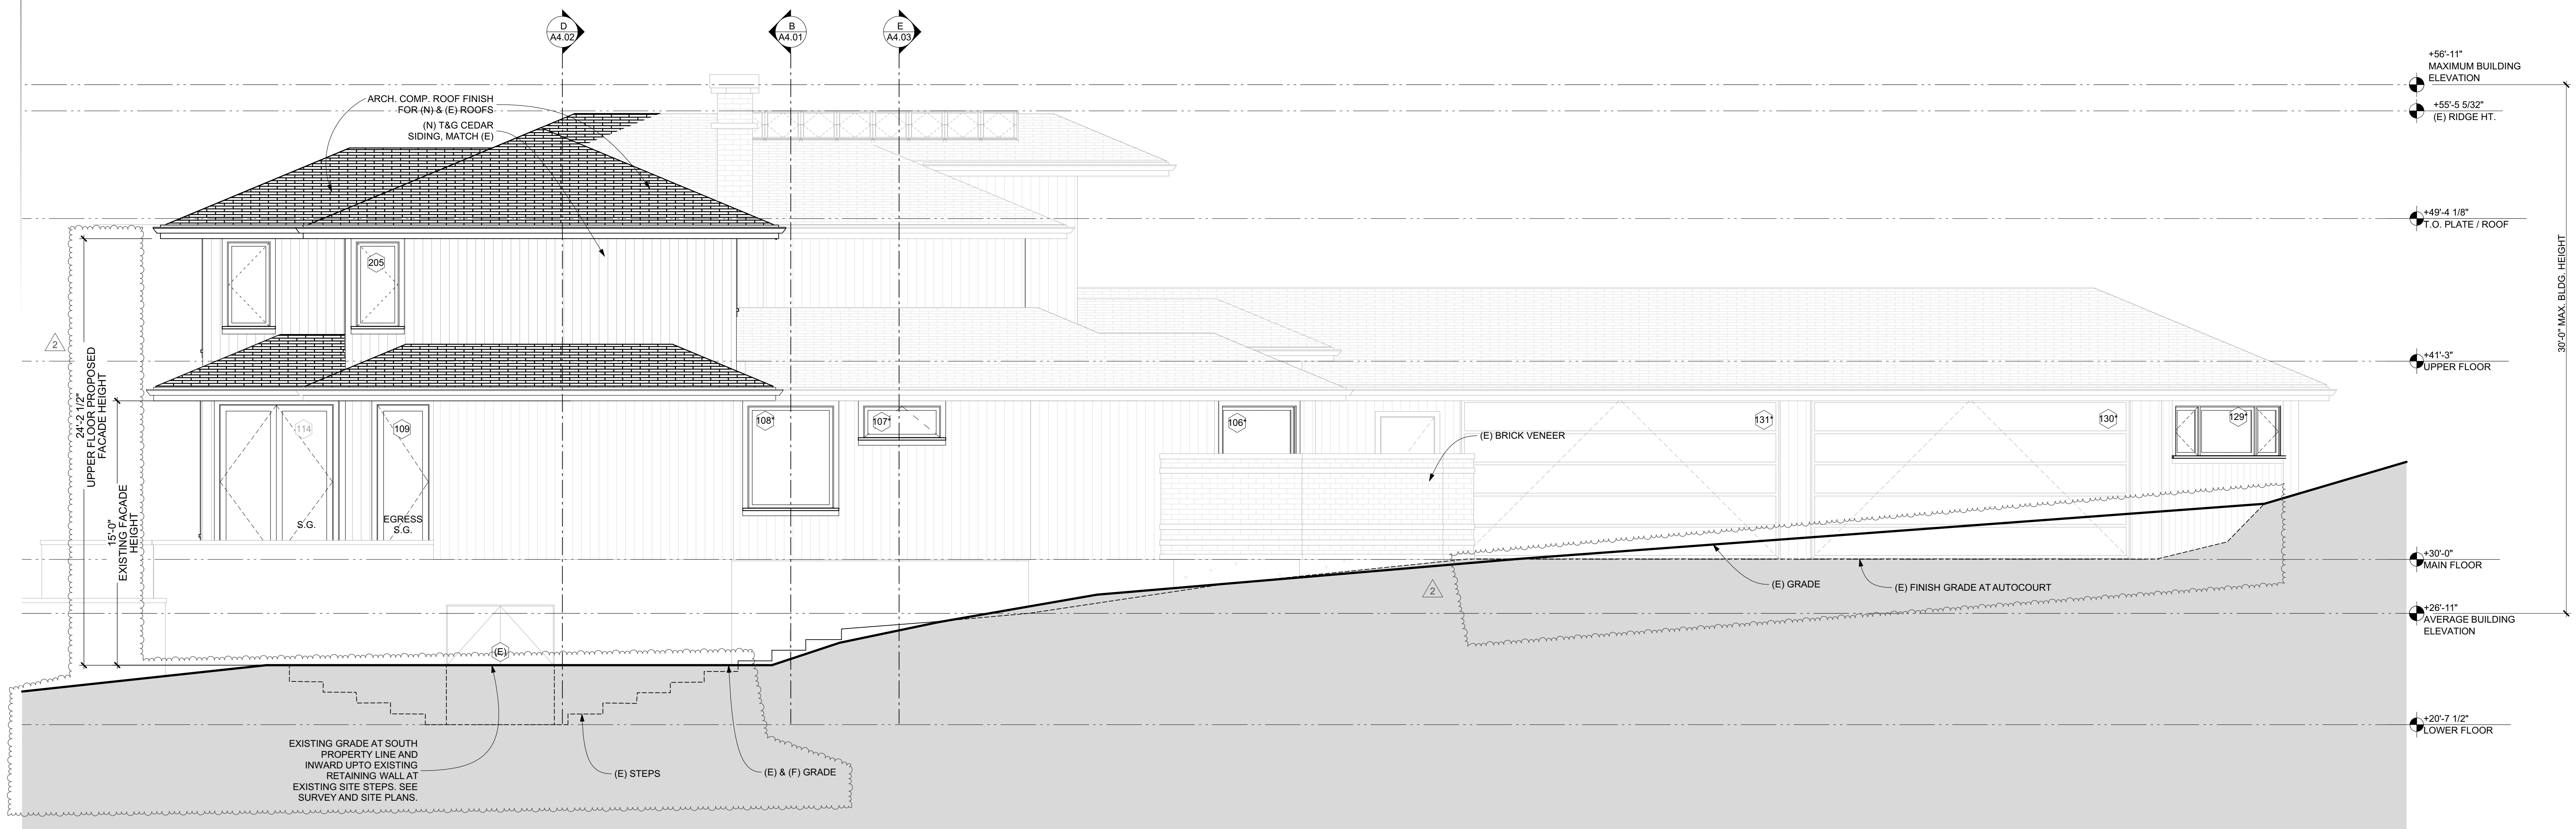 D
A4.02
B
A4.01
E
A4.03
+56'-11"
MAXIMUM BUILDING
ELEVATION
+55'-5 5/32"
(E) RIDGE HT.
ARCH. COMP. ROOF FINISH
FOR (N) & (E) ROOFS
(N) T&G CEDAR
SIDING, MATCH (E)
+49'-4 1/8"
T.O. PLATE / ROOF
30'-0" MAX. BLDG. HEIGHT
205
2
24'-2 1/2"
UPPER FLOOR PROPOSED
FACADE HEIGHT
+41'-3"
UPPER FLOOR
15'-0"
EXISTING FACADE
HEIGHT
114
109
108*
107*
106*
131*
130*
129*
(E) BRICK VENEER
S.G.
EGRESS
S.G.
+30'-0"
MAIN FLOOR
2
(E) GRADE
(E) FINISH GRADE AT AUTOCOURT
+26'-11"
AVERAGE BUILDING
ELEVATION
(E)
+20'-7 1/2"
LOWER FLOOR
EXISTING GRADE AT SOUTH
PROPERTY LINE AND
INWARD UPTO EXISTING
RETAINING WALL AT
EXISTING SITE STEPS. SEE
SURVEY AND SITE PLANS.
(E) STEPS
(E) & (F) GRADE